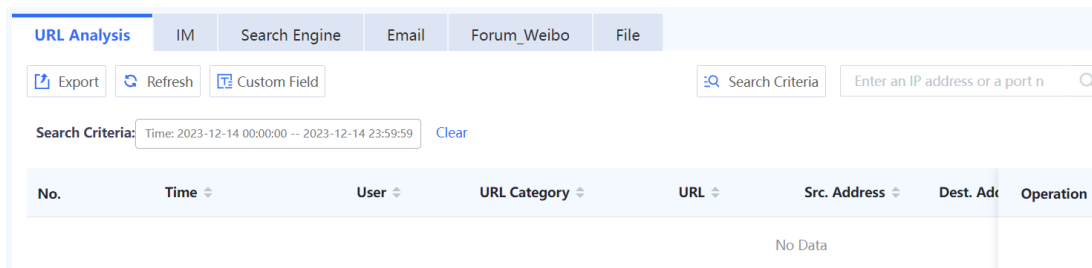 URL Analysis IM Search Engine Email Forum_Weibo File
Export Refresh Custom Field Search Criteria Enter an IP address or a port n
Search Criteria: Time: 2023-12-14 00:00:00 -- 2023-12-14 23:59:59 Clear
No. Time User URL Category URL Src. Address Dest. Add Operation
No Data